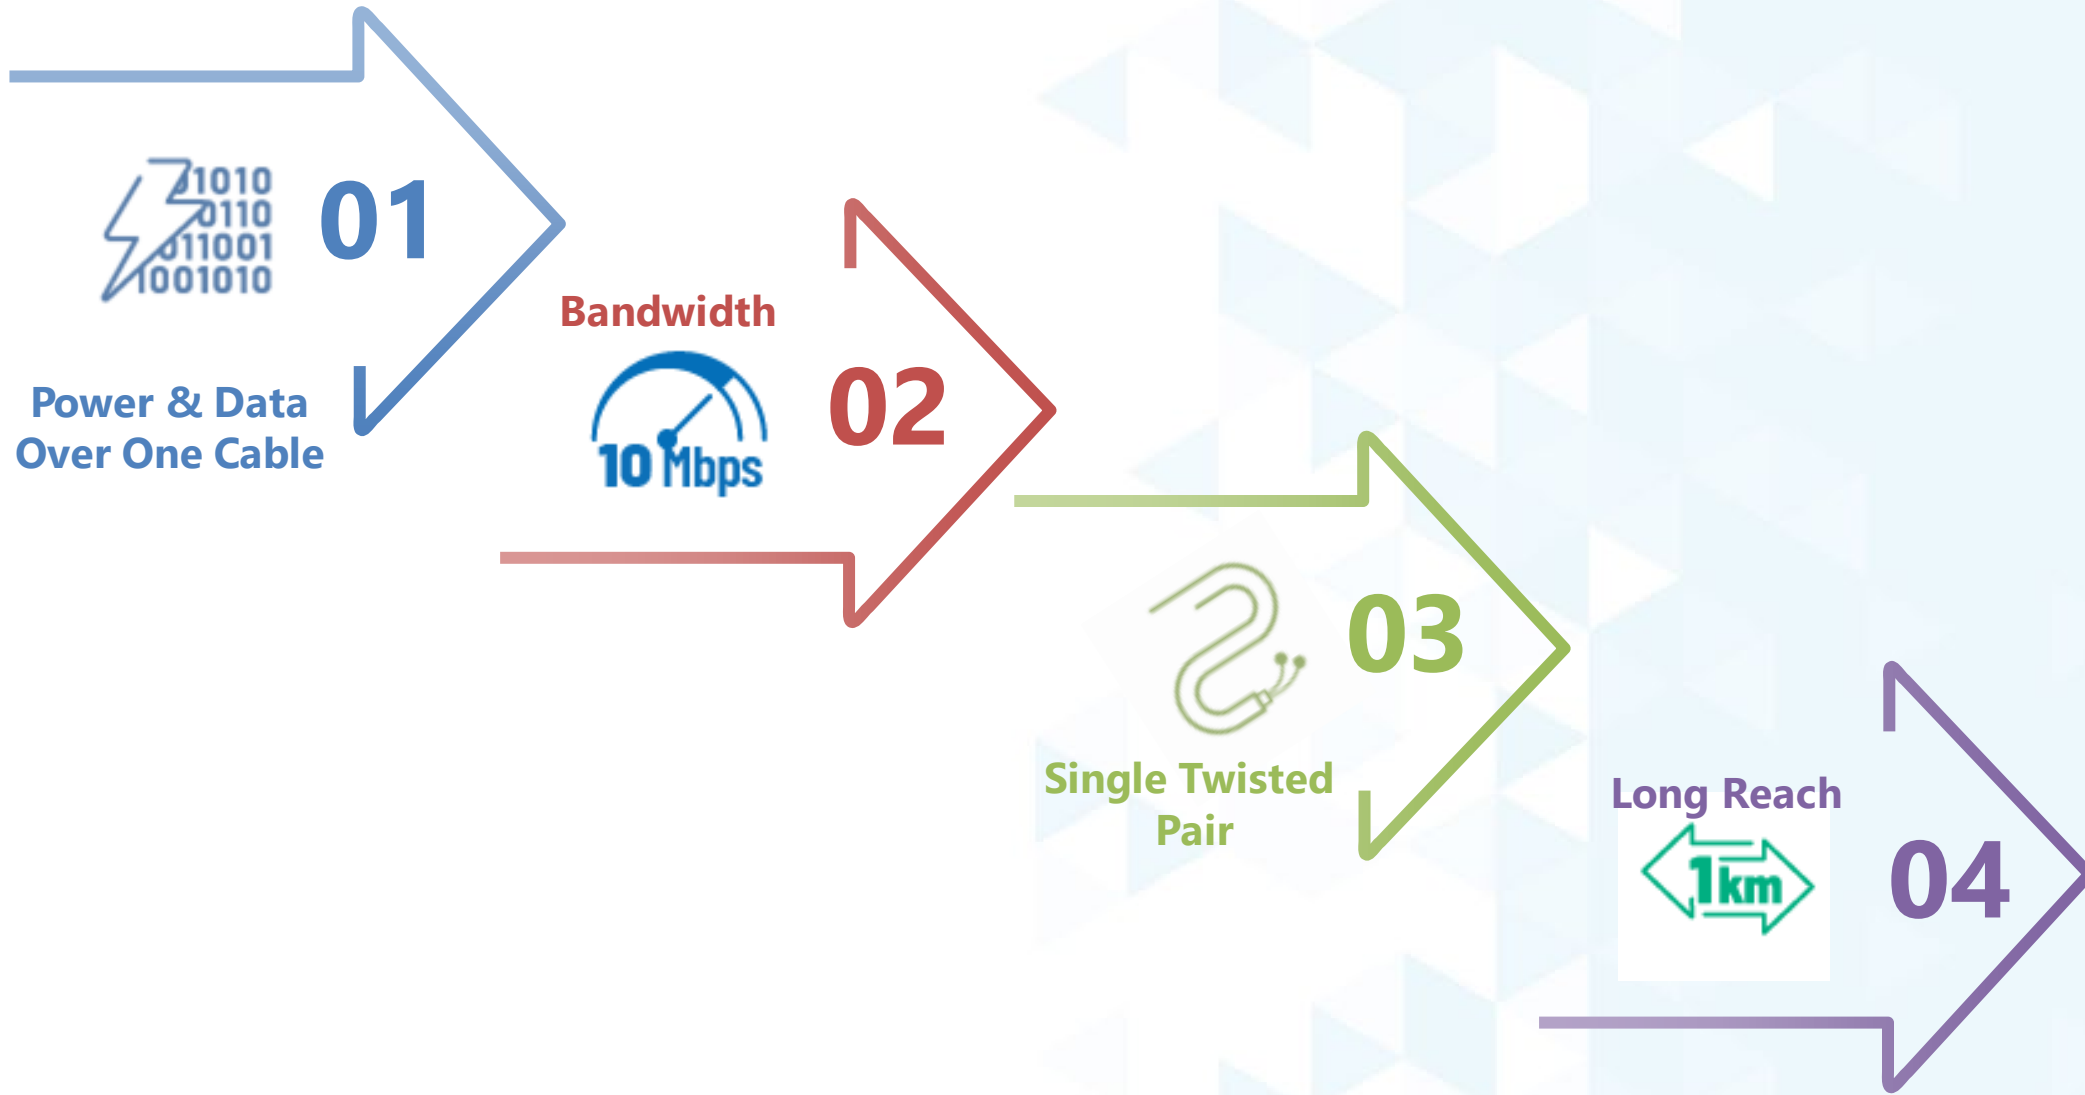 01010
0110
011001
1001010
01
Power & Data
Over One Cable
Bandwidth
10 Mbps
02
03
Single Twisted
Pair
Long Reach
1km
04